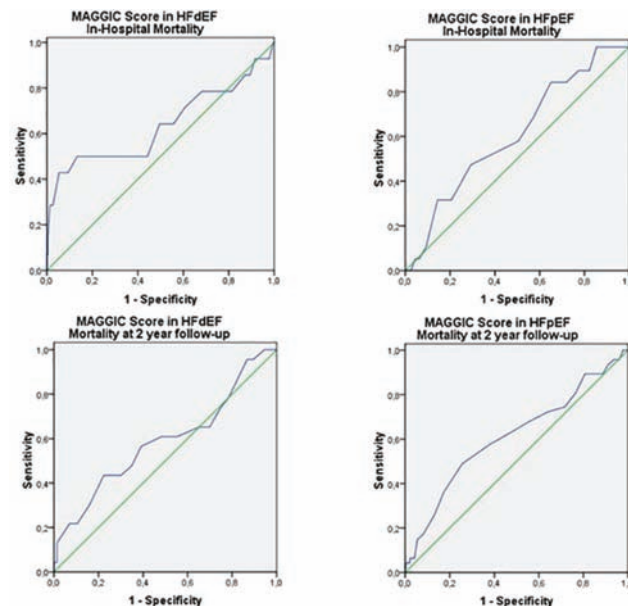 MAGGIC Score in HFdEF
In-Hospital Mortality
1,0
0,8
0,6
0,4
0,2
0,0
Sensitivity
0,0 0,2 0,4 0,6 0,8 1,0
1 - Specificity
MAGGIC Score in HFpEF
In-Hospital Mortality
1,0
0,8
0,6
0,4
0,2
0,0
Sensitivity
0,0 0,2 0,4 0,6 0,8 1,0
1 - Specificity
MAGGIC Score in HFdEF
Mortality at 2 year follow-up
1,0
0,8
0,6
0,4
0,2
0,0
Sensitivity
0,0 0,2 0,4 0,6 0,8 1,0
1 - Specificity
MAGGIC Score in HFpEF
Mortality at 2 year follow-up
1,0
0,8
0,6
0,4
0,2
0,0
Sensitivity
0,0 0,2 0,4 0,6 0,8 1,0
1 - Specificity